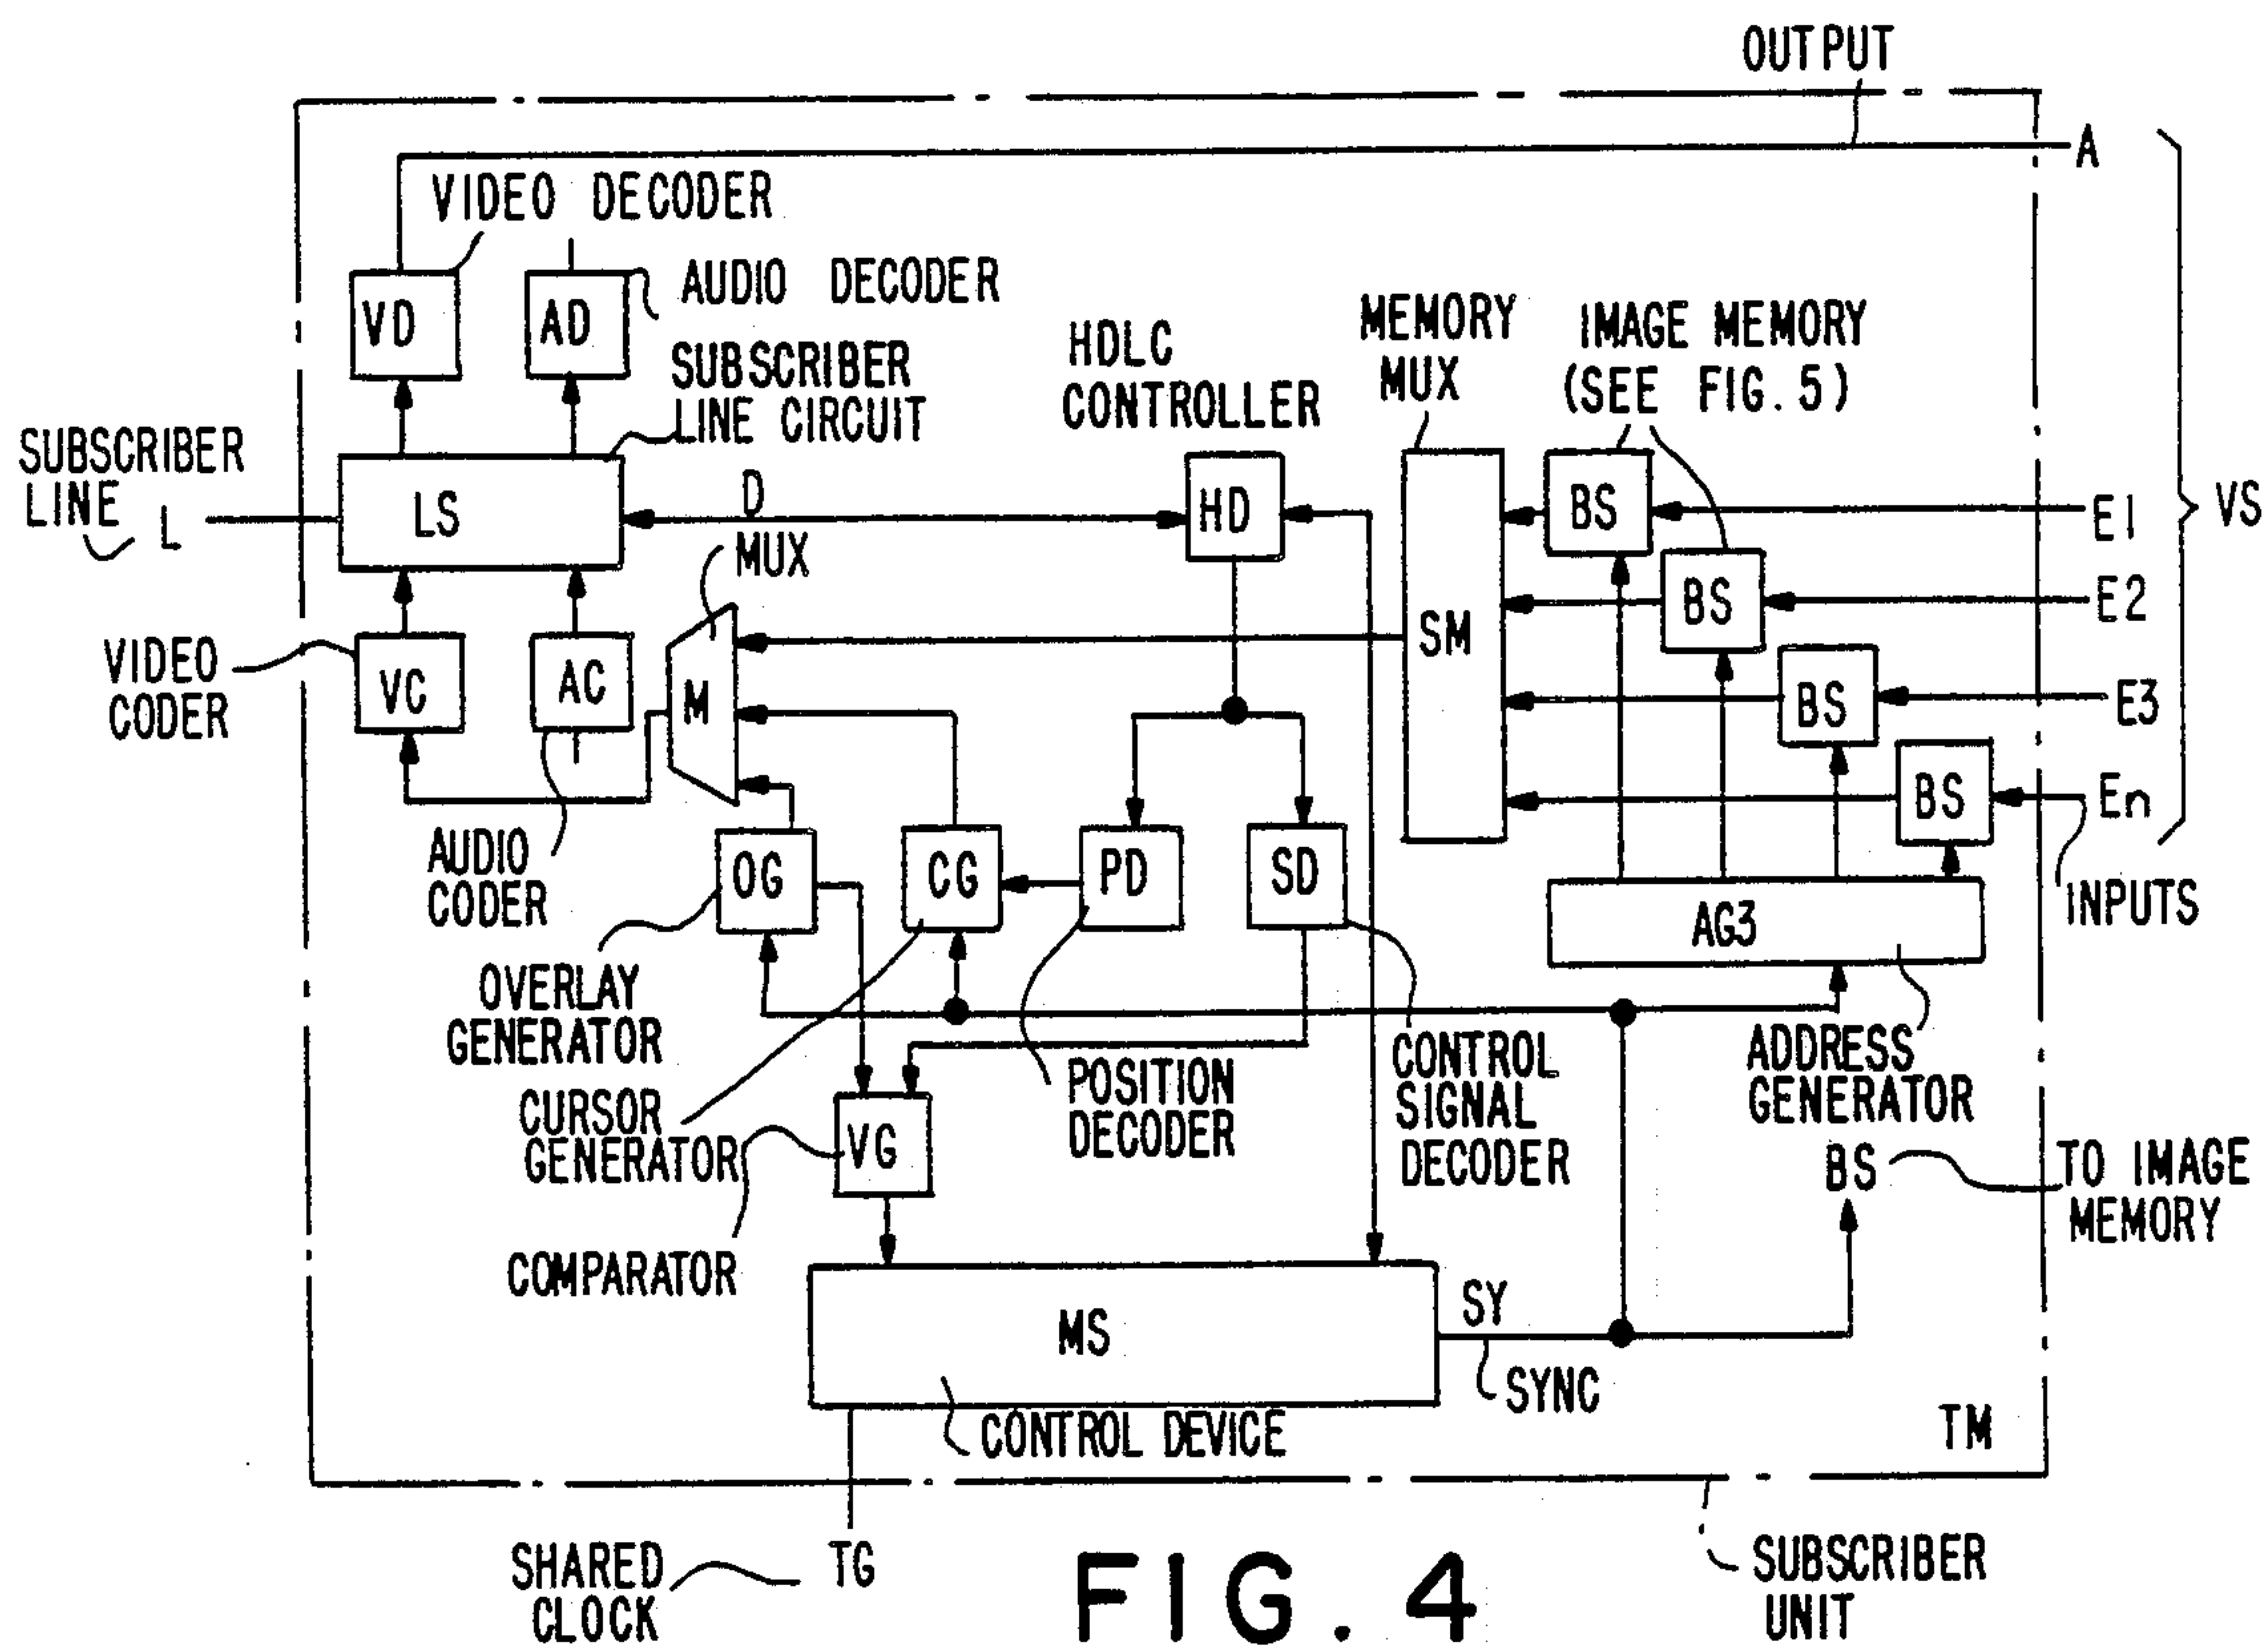 OUTPUT
A
VIDEO DECODER
VD
AD
AUDIO DECODER
SUBSCRIBER
LINE CIRCUIT
HDLC
CONTROLLER
MEMORY
MUX
IMAGE MEMORY
(SEE FIG. 5)
SUBSCRIBER
LINE L
LS
D
HD
MUX
SM
BS
E1
BS
E2
BS
E3
BS
En
VS
INPUTS
VIDEO
CODER
VC
AC
M
AUDIO
CODER
OG
CG
PD
SD
AG3
OVERLAY
GENERATOR
CURSOR
GENERATOR
POSITION
DECODER
CONTROL
SIGNAL
DECODER
ADDRESS
GENERATOR
VG
COMPARATOR
BS
TO IMAGE
MEMORY
MS
SY
SYNC
CONTROL DEVICE
TM
SHARED
CLOCK
TG
FIG. 4
SUBSCRIBER
UNIT